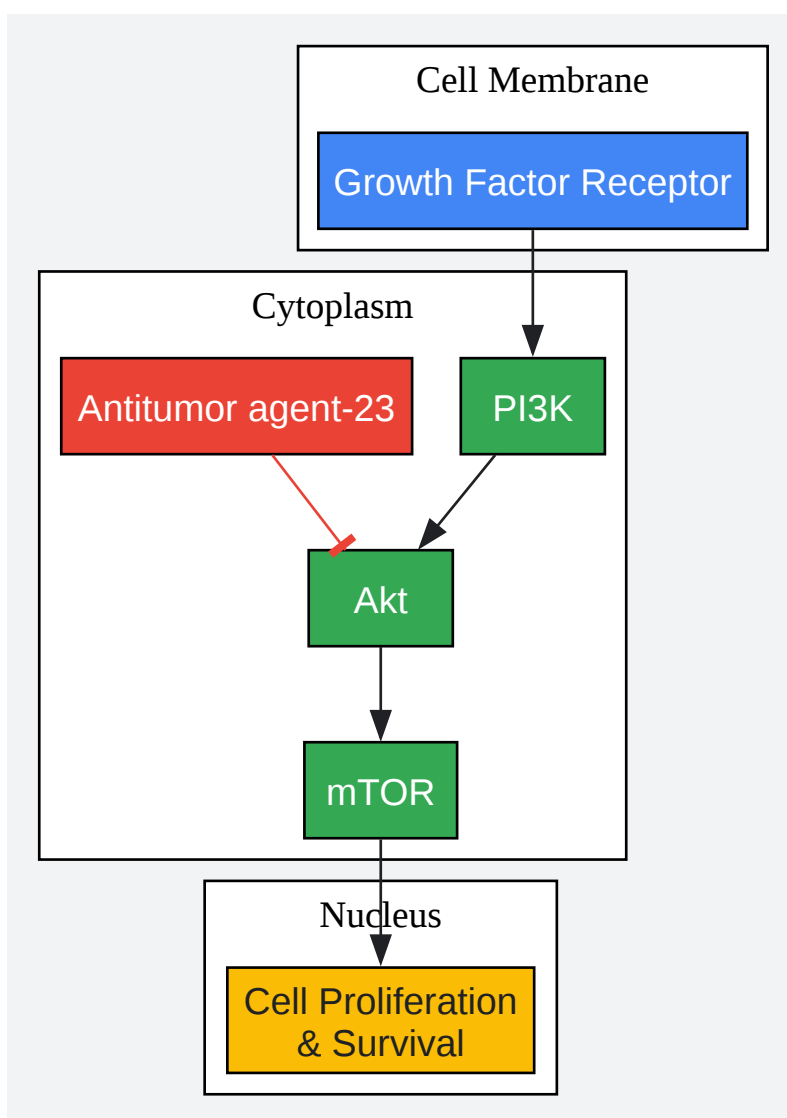 Cell Membrane
Growth Factor Receptor
Cytoplasm
Antitumor agent-23
PI3K
Akt
mTOR
Nucleus
Cell Proliferation
& Survival